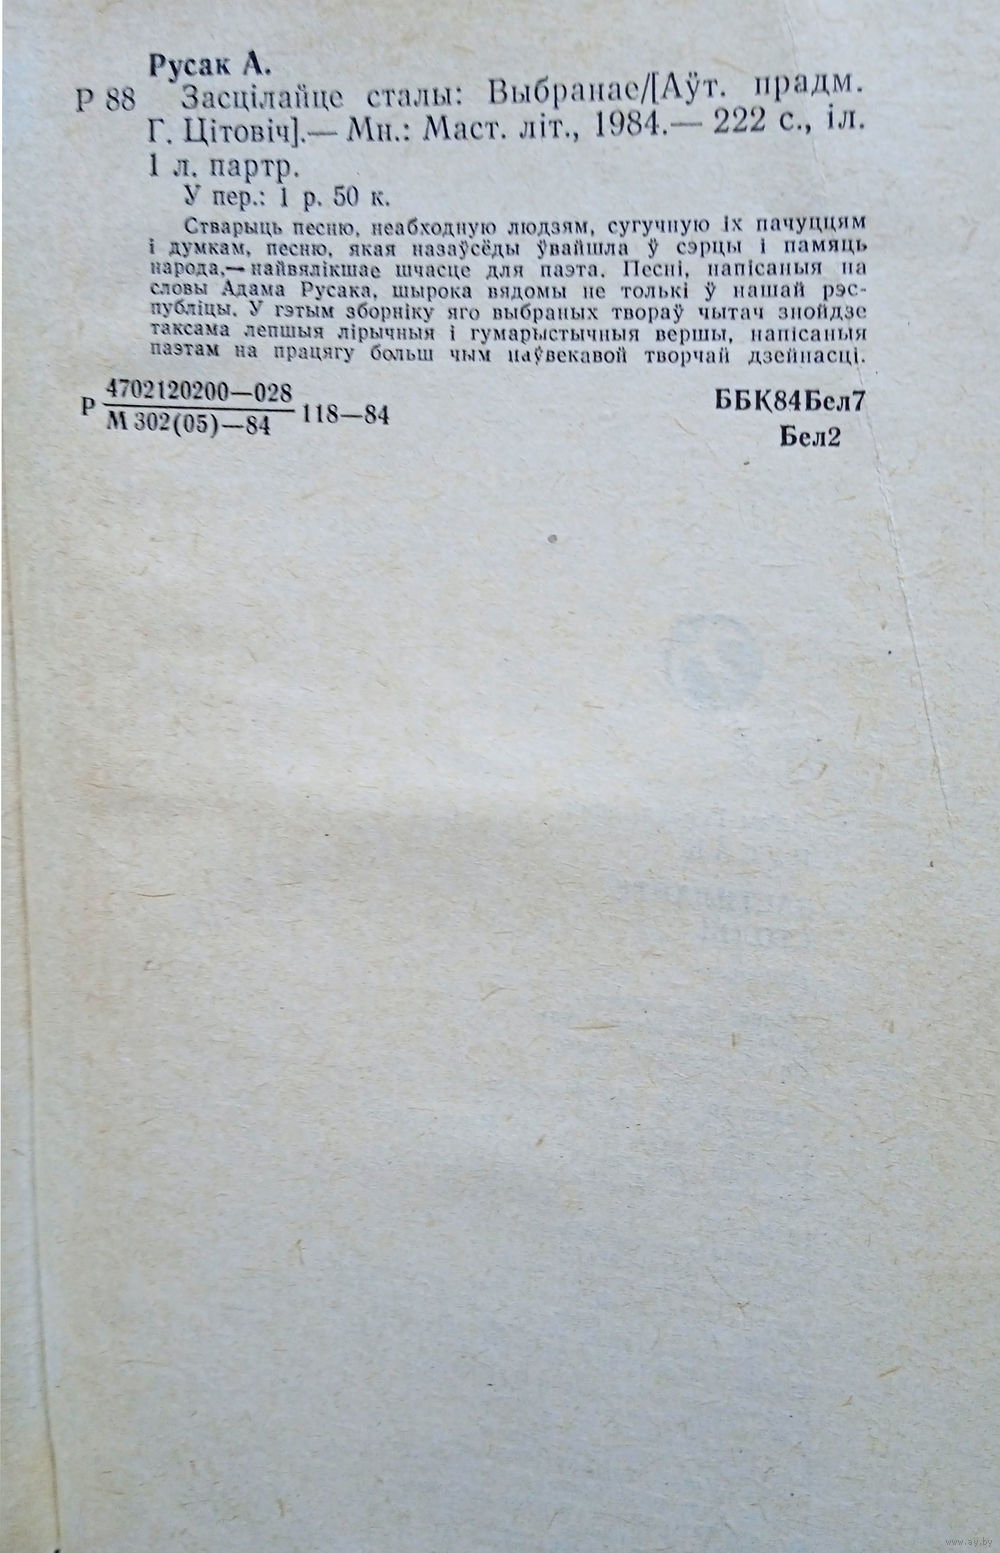 Русак А.
Р 88 Засцілайце сталы: Выбранае/[Аўт. прадм.
Г. Цітовіч].— Мн.: Маст. літ., 1984.— 222 с., іл.
1 л. партр.
У пер.: 1 р. 50 к.
Стварыць песню, неабходную людзям, сугучную іх пачуццям
і думкам, песню, якая назаўсёды ўвайшла ў сэрцы і памяць
народа,— найвялікшае шчасце для паэта. Песні, напісаныя на
словы Адама Русака, шырока вядомы не толькі ў нашай рэс-
публіцы. У гэтым зборніку яго выбраных твораў чытач знойдзе
таксама лепшыя лірычныя і гумарыстычныя вершы, напісаныя
паэтам на працягу больш чым паўвекавой творчай дзейнасці.
Р 4702120200—028
М 302(05)—84
118—84
ББК84Бел7
Бел2
www.ay.by